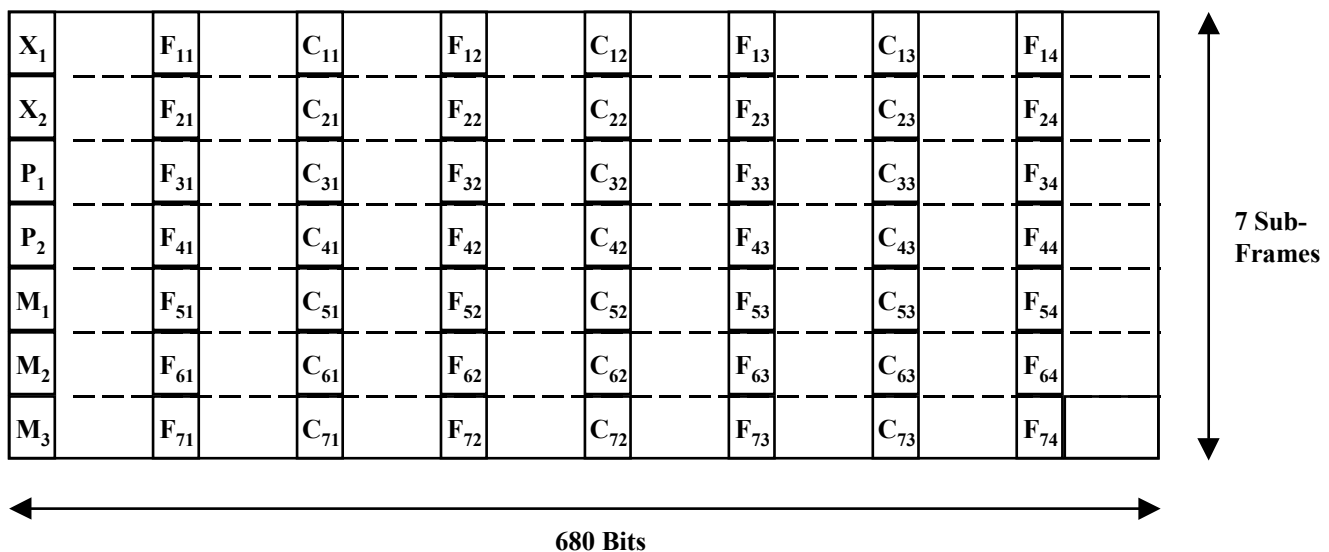 X₁ F₁₁ C₁₁ F₁₂ C₁₂ F₁₃ C₁₃ F₁₄
X₂ F₂₁ C₂₁ F₂₂ C₂₂ F₂₃ C₂₃ F₂₄
P₁ F₃₁ C₃₁ F₃₂ C₃₂ F₃₃ C₃₃ F₃₄
P₂ F₄₁ C₄₁ F₄₂ C₄₂ F₄₃ C₄₃ F₄₄
M₁ F₅₁ C₅₁ F₅₂ C₅₂ F₅₃ C₅₃ F₅₄
M₂ F₆₁ C₆₁ F₆₂ C₆₂ F₆₃ C₆₃ F₆₄
M₃ F₇₁ C₇₁ F₇₂ C₇₂ F₇₃ C₇₃ F₇₄
7 Sub-
Frames
680 Bits